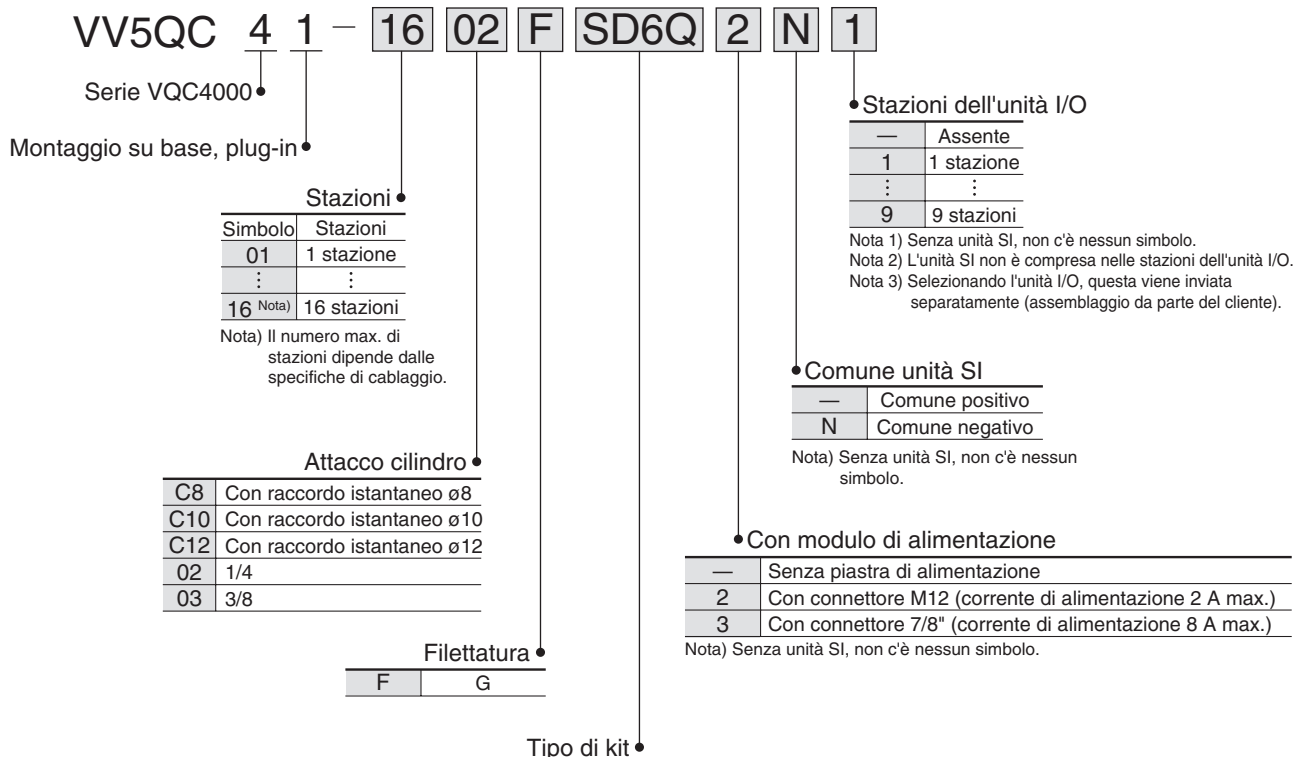 VV5QC 4 1 – 16 02 F SD6Q 2 N 1
Serie VQC4000
Montaggio su base, plug-in
Stazioni
Simbolo Stazioni
01 1 stazione
⋮ ⋮
16 Nota) 16 stazioni
Nota) Il numero max. di
stazioni dipende dalle
specifiche di cablaggio.
Attacco cilindro
C8 Con raccordo istantaneo ø8
C10 Con raccordo istantaneo ø10
C12 Con raccordo istantaneo ø12
02 1/4
03 3/8
Filettatura
F G
Tipo di kit
Stazioni dell'unità I/O
— Assente
1 1 stazione
⋮ ⋮
9 9 stazioni
Nota 1) Senza unità SI, non c'è nessun simbolo.
Nota 2) L'unità SI non è compresa nelle stazioni dell'unità I/O.
Nota 3) Selezionando l'unità I/O, questa viene inviata
separatamente (assemblaggio da parte del cliente).
Comune unità SI
— Comune positivo
N Comune negativo
Nota) Senza unità SI, non c'è nessun
simbolo.
Con modulo di alimentazione
— Senza piastra di alimentazione
2 Con connettore M12 (corrente di alimentazione 2 A max.)
3 Con connettore 7/8" (corrente di alimentazione 8 A max.)
Nota) Senza unità SI, non c'è nessun simbolo.